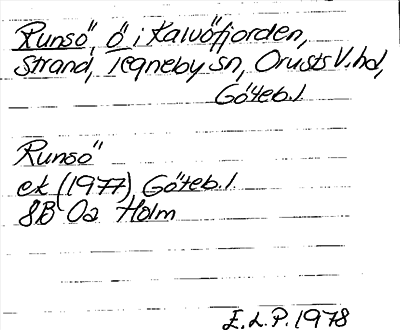 Runsö, ö i Kalvöfjorden,
Strand, Tegneby sn, Orusts V. hd,
Göteb. l
Runsö
ek (1977) Göteb. l.
8B 0a Holm
E. L. P. 1978